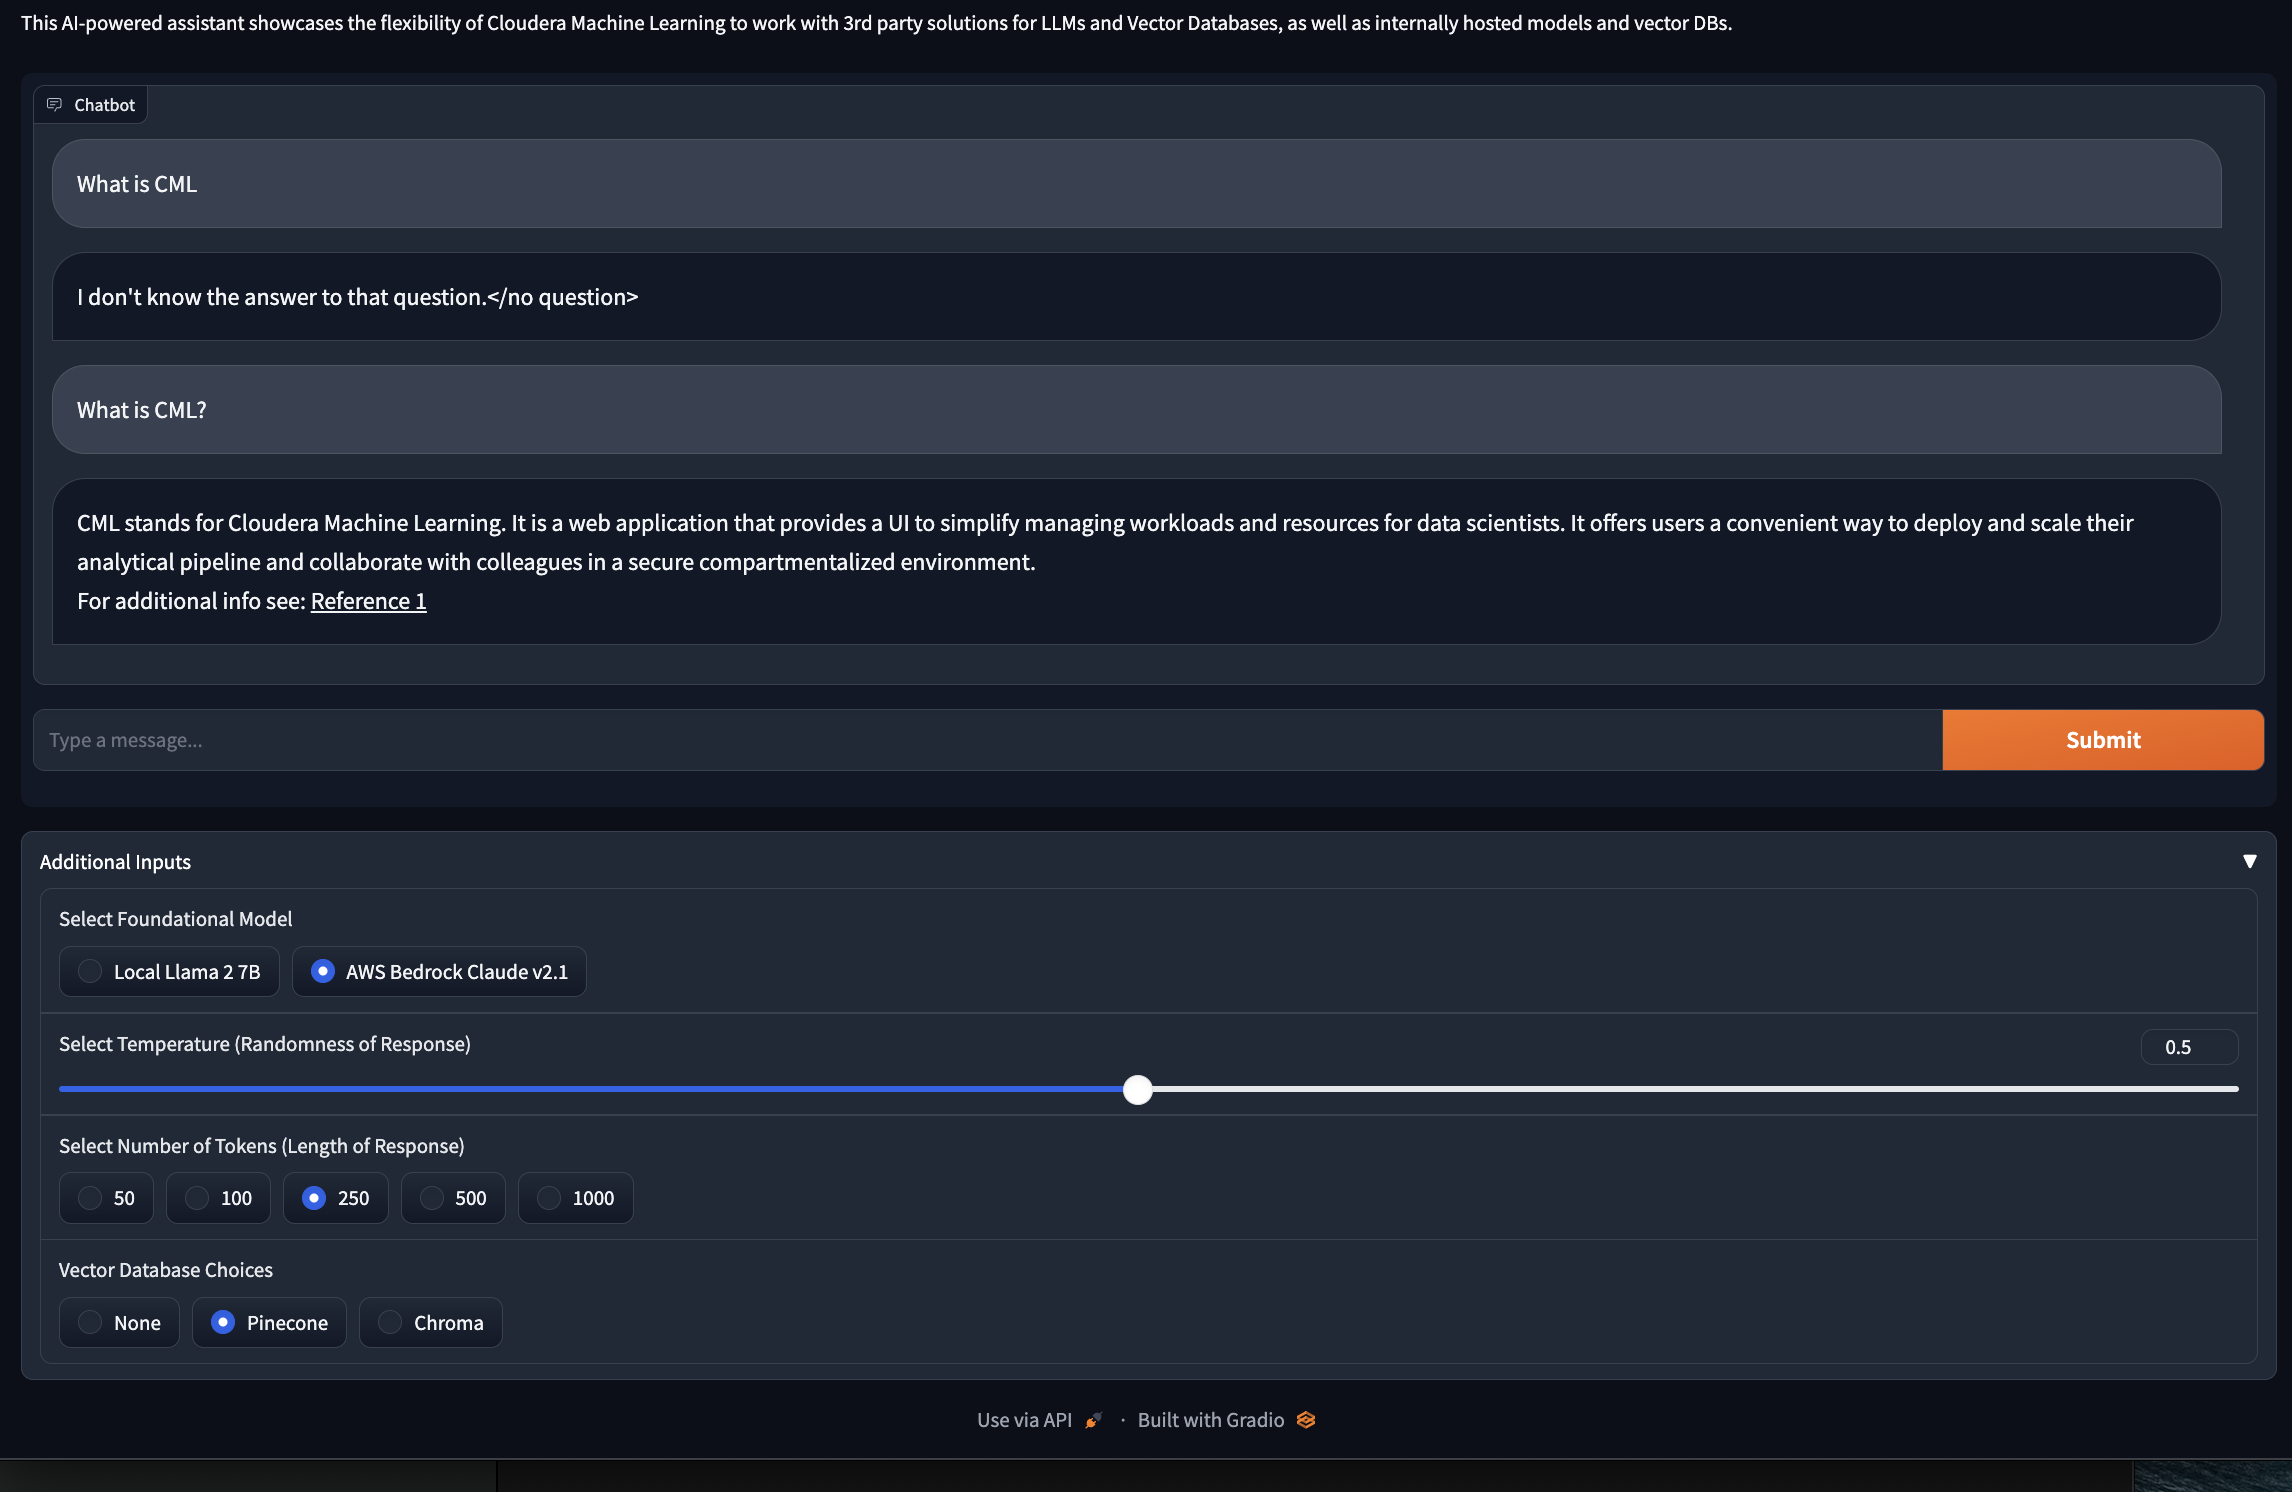 This AI-powered assistant showcases the flexibility of Cloudera Machine Learning to work with 3rd party solutions for LLMs and Vector Databases, as well as internally hosted models and vector DBs.
Chatbot
What is CML
I don't know the answer to that question.</no question>
What is CML?
CML stands for Cloudera Machine Learning. It is a web application that provides a UI to simplify managing workloads and resources for data scientists. It offers users a convenient way to deploy and scale their
analytical pipeline and collaborate with colleagues in a secure compartmentalized environment.
For additional info see: Reference 1
Type a message...
Submit
Additional Inputs
Select Foundational Model
Local Llama 2 7B
AWS Bedrock Claude v2.1
Select Temperature (Randomness of Response)
0.5
Select Number of Tokens (Length of Response)
50
100
250
500
1000
Vector Database Choices
None
Pinecone
Chroma
Use via API · Built with Gradio